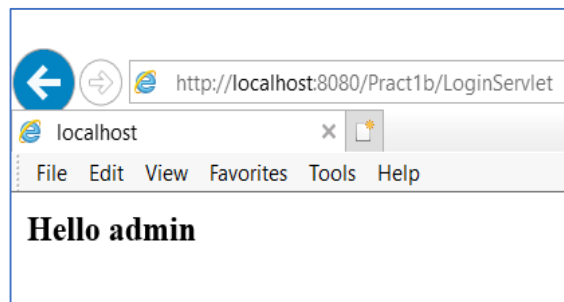 http://localhost:8080/Pract1b/LoginServlet
localhost
File Edit View Favorites Tools Help
Hello admin